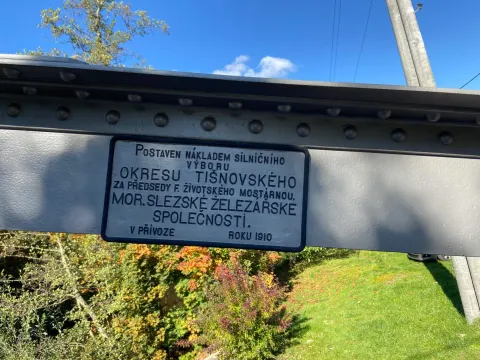 POSTAVEN NÁKLADEM SILNIČNÍHO
VÝBORU
OKRESU TIŠNOVSKÉHO
ZA PŘEDSEDY F. ŽIVOTSKÉHO MOSTÁRNOU.
MOR. SLEZSKÉ ŽELEZÁŘSKÉ
SPOLEČNOSTI.
V PŘÍVOZE ROKU 1910